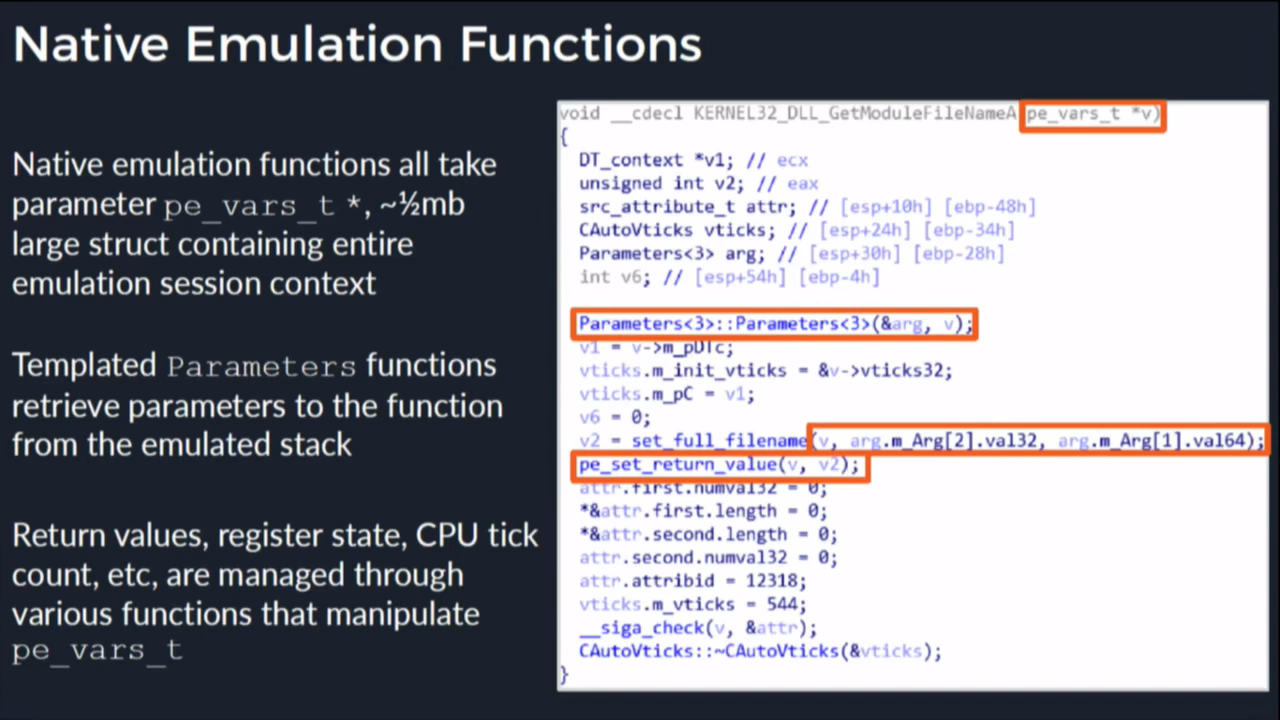 Native Emulation Functions
Native emulation functions all take
parameter pe_vars_t *, ~½mb
large struct containing entire
emulation session context
Templated Parameters functions
retrieve parameters to the function
from the emulated stack
Return values, register state, CPU tick
count, etc, are managed through
various functions that manipulate
pe_vars_t
void __cdecl KERNEL32_DLL_GetModuleFileNameA(pe_vars_t *v)
{
DT_context *v1; // ecx
unsigned int v2; // eax
src_attribute_t attr; // [esp+10h] [ebp-48h]
CAutoVticks vticks; // [esp+24h] [ebp-34h]
Parameters<3> arg; // [esp+30h] [ebp-28h]
int v6; // [esp+54h] [ebp-4h]
Parameters<3>::Parameters<3>(&arg, v);
v1 = v->m_pDTc;
vticks.m_init_vticks = &v->vticks32;
vticks.m_pC = v1;
v6 = 0;
v2 = set_full_filename(v, arg.m_Arg[2].val32, arg.m_Arg[1].val64);
pe_set_return_value(v, v2);
attr.first.numval32 = 0;
*&attr.first.length = 0;
*&attr.second.length = 0;
attr.second.numval32 = 0;
attr.attribid = 12318;
vticks.m_vticks = 544;
__siga_check(v, &attr);
CAutoVticks::~CAutoVticks(&vticks);
}